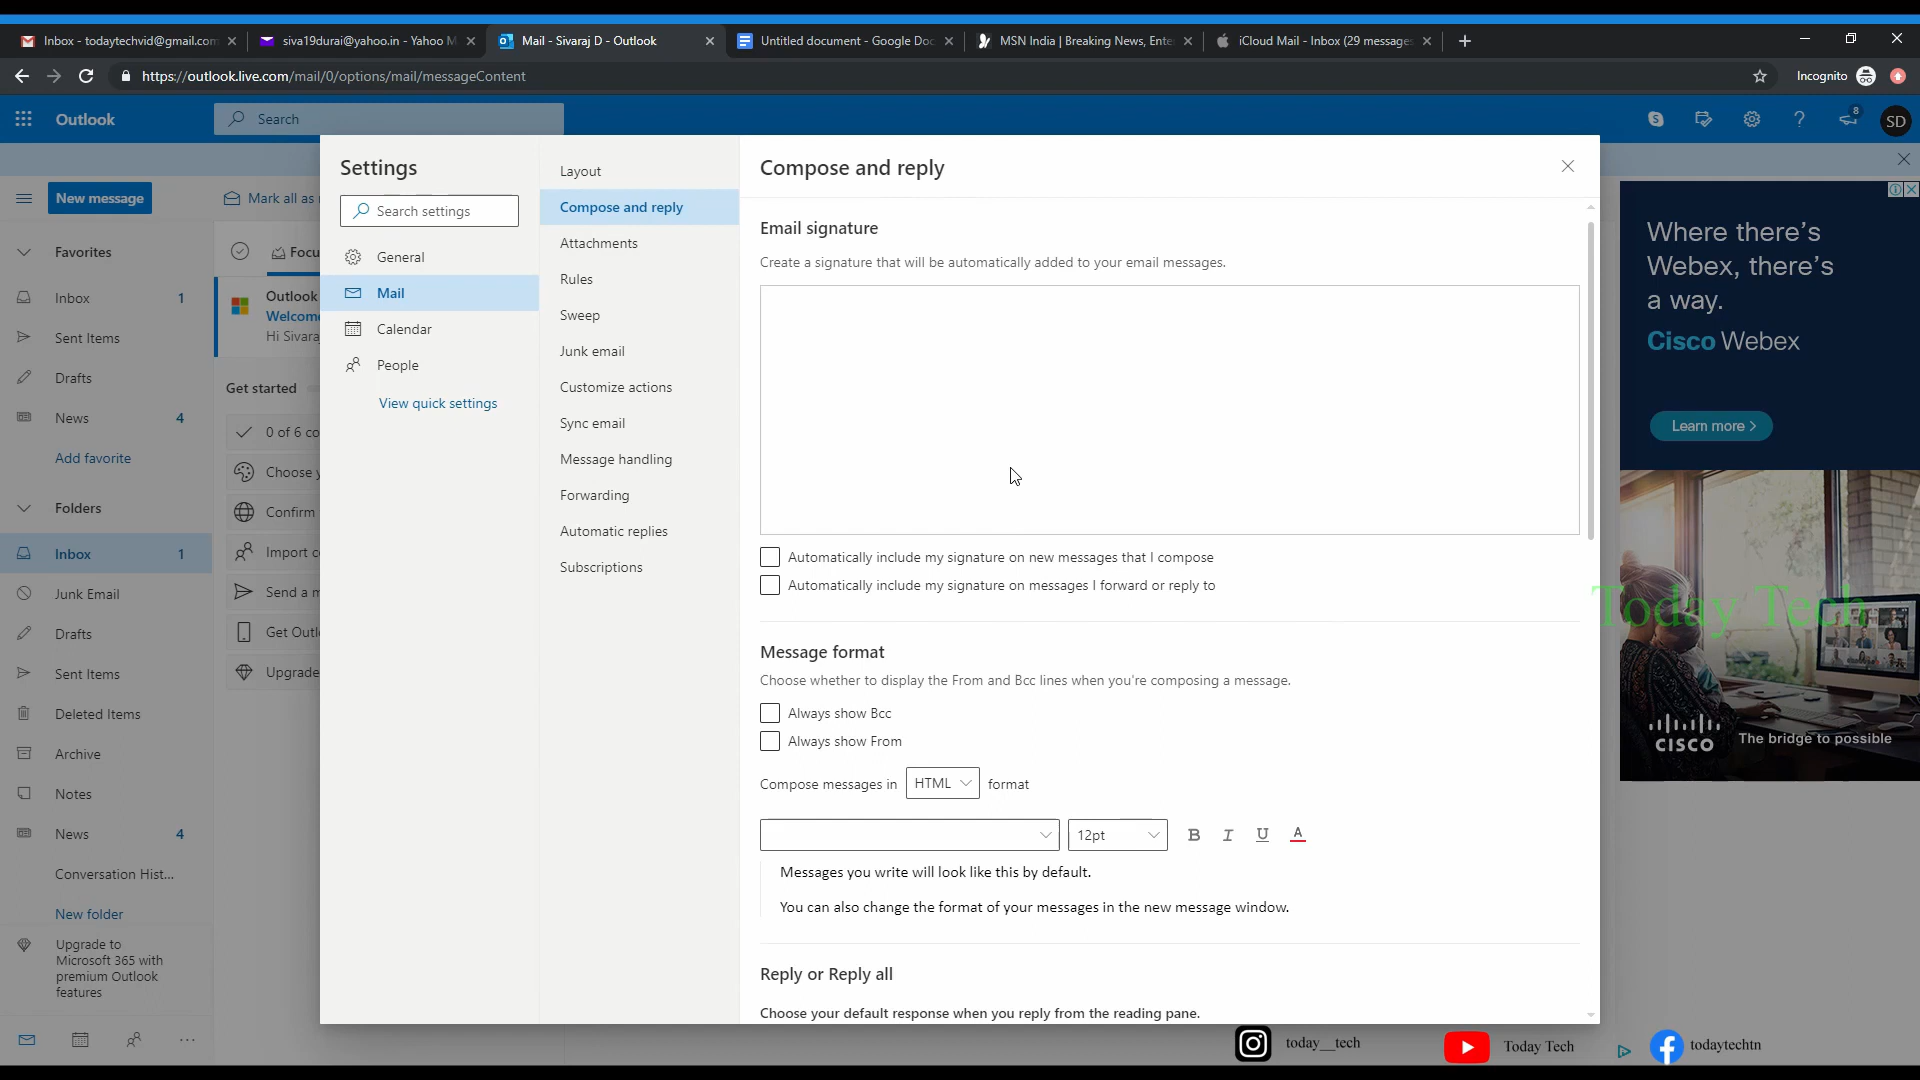 Inbox - todaytechvid@gmail.com
siva19durai@yahoo.in - Yahoo M
Mail - Sivaraj D - Outlook
Untitled document - Google Doc
MSN India | Breaking News, Ente
iCloud Mail - Inbox (29 messages
https://outlook.live.com/mail/0/options/mail/messageContent
Incognito
Outlook
Search
8
SD
New message
Mark all as
Favorites
Inbox 1
Sent Items
Drafts
News 4
Add favorite
Folders
Inbox 1
Junk Email
Drafts
Sent Items
Deleted Items
Archive
Notes
News 4
Conversation Hist...
New folder
Upgrade to
Microsoft 365 with
premium Outlook
features
Focu
Outlook
Welcome
Hi Sivaraj
Get started
0 of 6 co
Choose y
Confirm
Import co
Send a m
Get Outl
Upgrade
Settings
Search settings
General
Mail
Calendar
People
View quick settings
Layout
Compose and reply
Attachments
Rules
Sweep
Junk email
Customize actions
Sync email
Message handling
Forwarding
Automatic replies
Subscriptions
Compose and reply
Email signature
Create a signature that will be automatically added to your email messages.
Automatically include my signature on new messages that I compose
Automatically include my signature on messages I forward or reply to
Message format
Choose whether to display the From and Bcc lines when you're composing a message.
Always show Bcc
Always show From
Compose messages in HTML format
12pt B I U A
Messages you write will look like this by default.
You can also change the format of your messages in the new message window.
Reply or Reply all
Choose your default response when you reply from the reading pane.
Where there's
Webex, there's
a way.
Cisco Webex
Learn more >
Today Tech
CISCO The bridge to possible
today__tech
Today Tech
todaytechtn